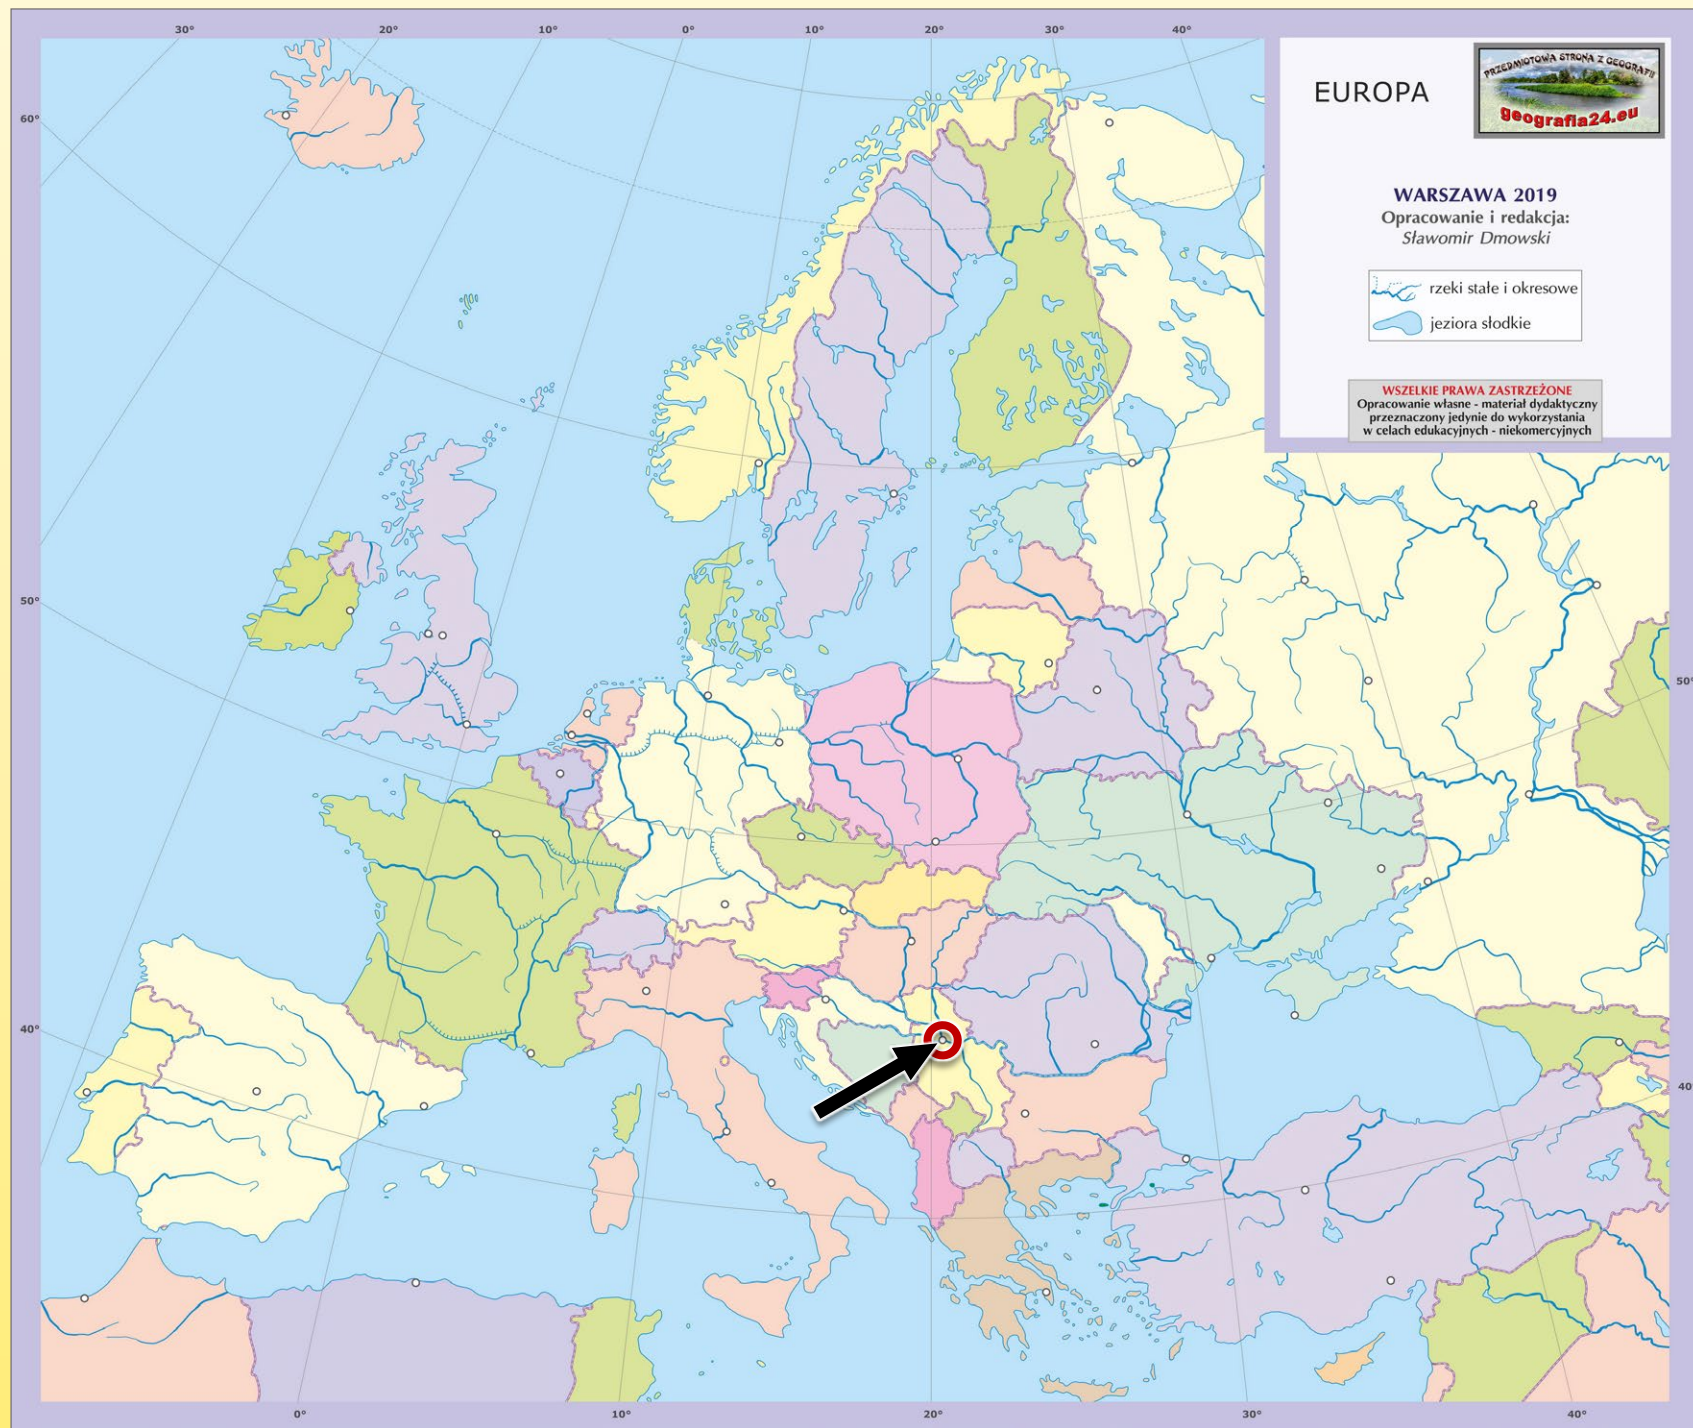 30° 20° 10° 0° 10° 20° 30° 40°
EUROPA
PRZEDMIOTOWA STRONA Z GEOGRAFII
geografia24.eu
WARSZAWA 2019
Opracowanie i redakcja:
Sławomir Dmowski
rzeki stałe i okresowe
jeziora słodkie
WSZELKIE PRAWA ZASTRZEŻONE
Opracowanie własne - materiał dydaktyczny
przeznaczony jedynie do wykorzystania
w celach edukacyjnych - niekomercyjnych
60°
50°
50°
40°
40°
0° 10° 20° 30° 40°